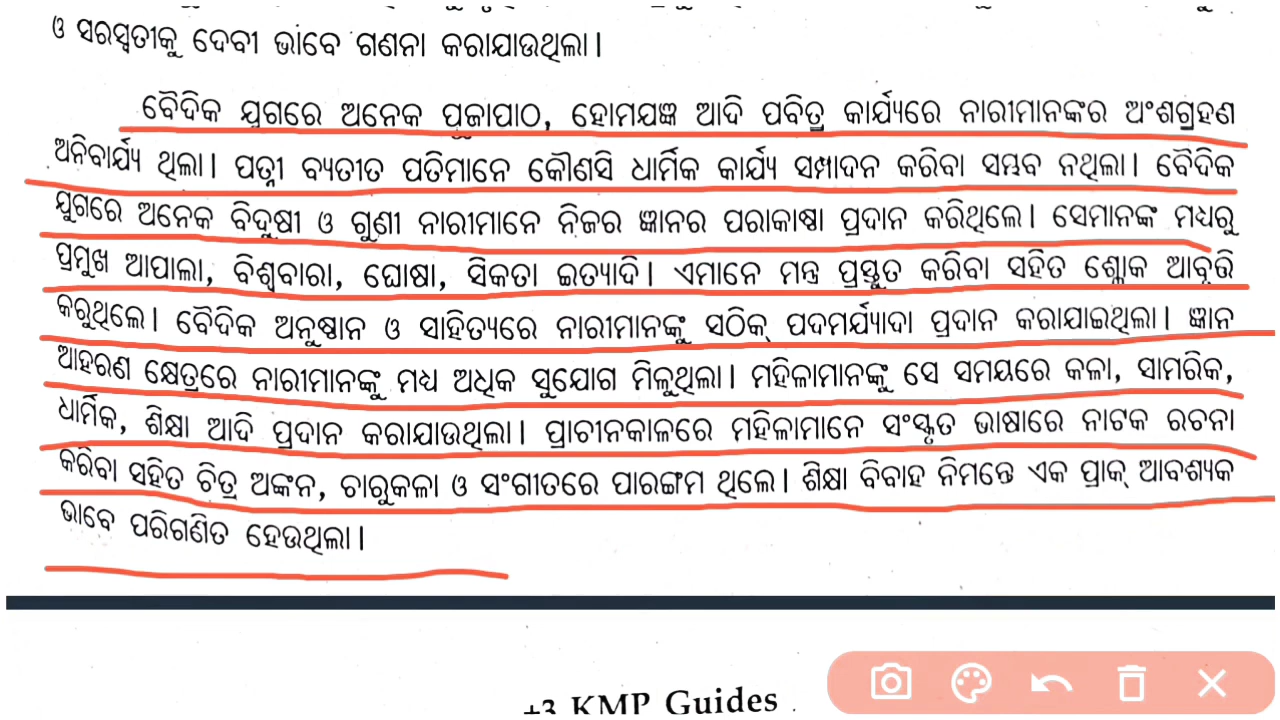 ଓ ସରସ୍ୱତୀକୁ ଦେବୀ ଭାବେ ଗଣନା କରାଯାଉଥିଲା।
ବୈଦିକ ଯୁଗରେ ଅନେକ ପୂଜାପାଠ, ହୋମଯଜ୍ଞ ଆଦି ପବିତ୍ର କାର୍ଯ୍ୟରେ ନାରୀମାନଙ୍କର ଅଂଶଗ୍ରହଣ
ଅନିବାର୍ଯ୍ୟ ଥିଲା। ପତ୍ନୀ ବ୍ୟତୀତ ପତିମାନେ କୌଣସି ଧାର୍ମିକ କାର୍ଯ୍ୟ ସମ୍ପାଦନ କରିବା ସମ୍ଭବ ନଥିଲା। ବୈଦିକ
ଯୁଗରେ ଅନେକ ବିଦୁଷୀ ଓ ଗୁଣୀ ନାରୀମାନେ ନିଜର ଜ୍ଞାନର ପରାକାଷ୍ଠା ପ୍ରଦାନ କରିଥିଲେ। ସେମାନଙ୍କ ମଧ୍ୟରୁ
ପ୍ରମୁଖ ଆପାଲା, ବିଶ୍ୱବାରା, ଘୋଷା, ସିକତା ଇତ୍ୟାଦି। ଏମାନେ ମନ୍ତ୍ର ପ୍ରସ୍ତୁତ କରିବା ସହିତ ଶ୍ଳୋକ ଆବୃତ୍ତି
କରୁଥିଲେ। ବୈଦିକ ଅନୁଷ୍ଠାନ ଓ ସାହିତ୍ୟରେ ନାରୀମାନଙ୍କୁ ସଠିକ୍ ପଦମର୍ଯ୍ୟାଦା ପ୍ରଦାନ କରାଯାଇଥିଲା। ଜ୍ଞାନ
ଆହରଣ କ୍ଷେତ୍ରରେ ନାରୀମାନଙ୍କୁ ମଧ୍ୟ ଅଧିକ ସୁଯୋଗ ମିଳୁଥିଲା। ମହିଳାମାନଙ୍କୁ ସେ ସମୟରେ କଳା, ସାମରିକ,
ଧାର୍ମିକ, ଶିକ୍ଷା ଆଦି ପ୍ରଦାନ କରାଯାଉଥିଲା। ପ୍ରାଚୀନକାଳରେ ମହିଳାମାନେ ସଂସ୍କୃତ ଭାଷାରେ ନାଟକ ରଚନା
କରିବା ସହିତ ଚିତ୍ର ଅଙ୍କନ, ଚାରୁକଳା ଓ ସଂଗୀତରେ ପାରଙ୍ଗମ ଥିଲେ। ଶିକ୍ଷା ବିବାହ ନିମନ୍ତେ ଏକ ପ୍ରାକ୍ ଆବଶ୍ୟକ
ଭାବେ ପରିଗଣିତ ହେଉଥିଲା।
+3 KMP Guides